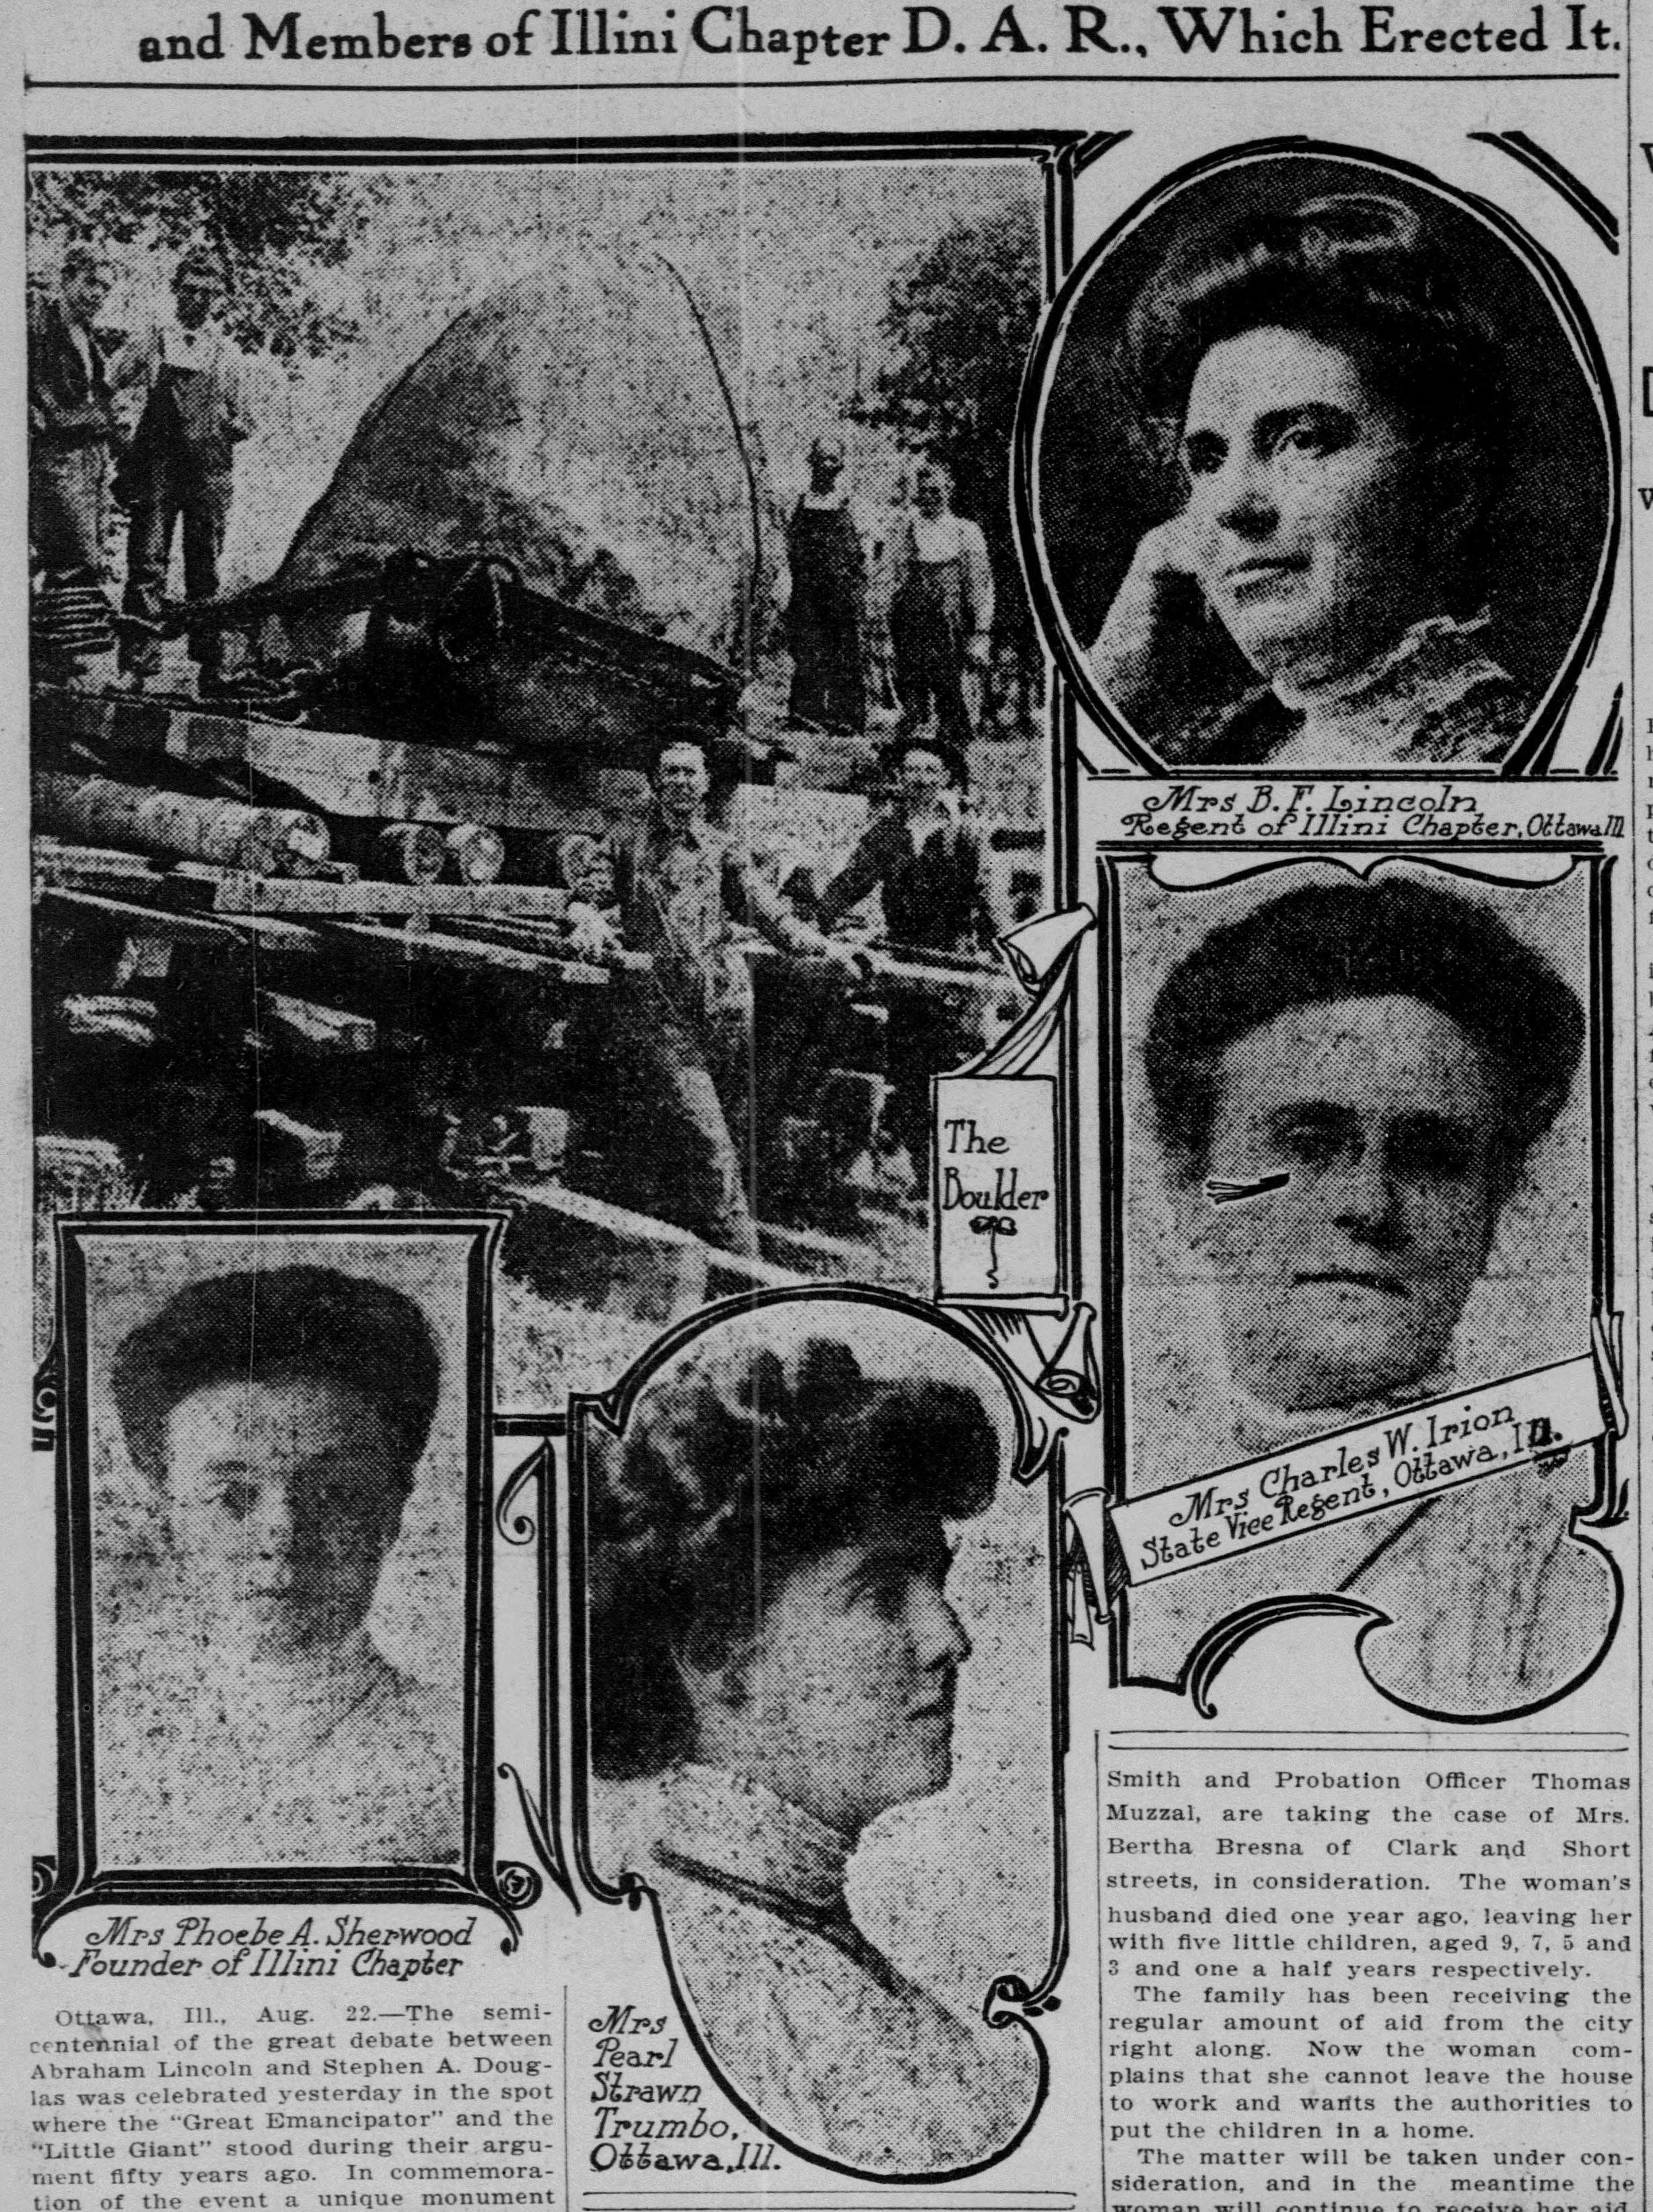 and Members of Illini Chapter D. A. R., Which Erected It.
Mrs B. F. Lincoln
Regent of Illini Chapter, Ottawa Ill
The
Boulder
Mrs Charles W. Irion
State Vice Regent, Ottawa, Ill.
Mrs Phoebe A. Sherwood
Founder of Illini Chapter
Mrs
Pearl
Strawn
Trumbo,
Ottawa, Ill.
Ottawa, Ill., Aug. 22.—The semi-
centennial of the great debate between
Abraham Lincoln and Stephen A. Doug-
las was celebrated yesterday in the spot
where the "Great Emancipator" and the
"Little Giant" stood during their argu-
ment fifty years ago. In commemora-
tion of the event a unique monument
Smith and Probation Officer Thomas
Muzzal, are taking the case of Mrs.
Bertha Bresna of Clark and Short
streets, in consideration. The woman's
husband died one year ago, leaving her
with five little children, aged 9, 7, 5 and
3 and one a half years respectively.
The family has been receiving the
regular amount of aid from the city
right along. Now the woman com-
plains that she cannot leave the house
to work and wants the authorities to
put the children in a home.
The matter will be taken under con-
sideration, and in the meantime the
woman will continue to receive her aid